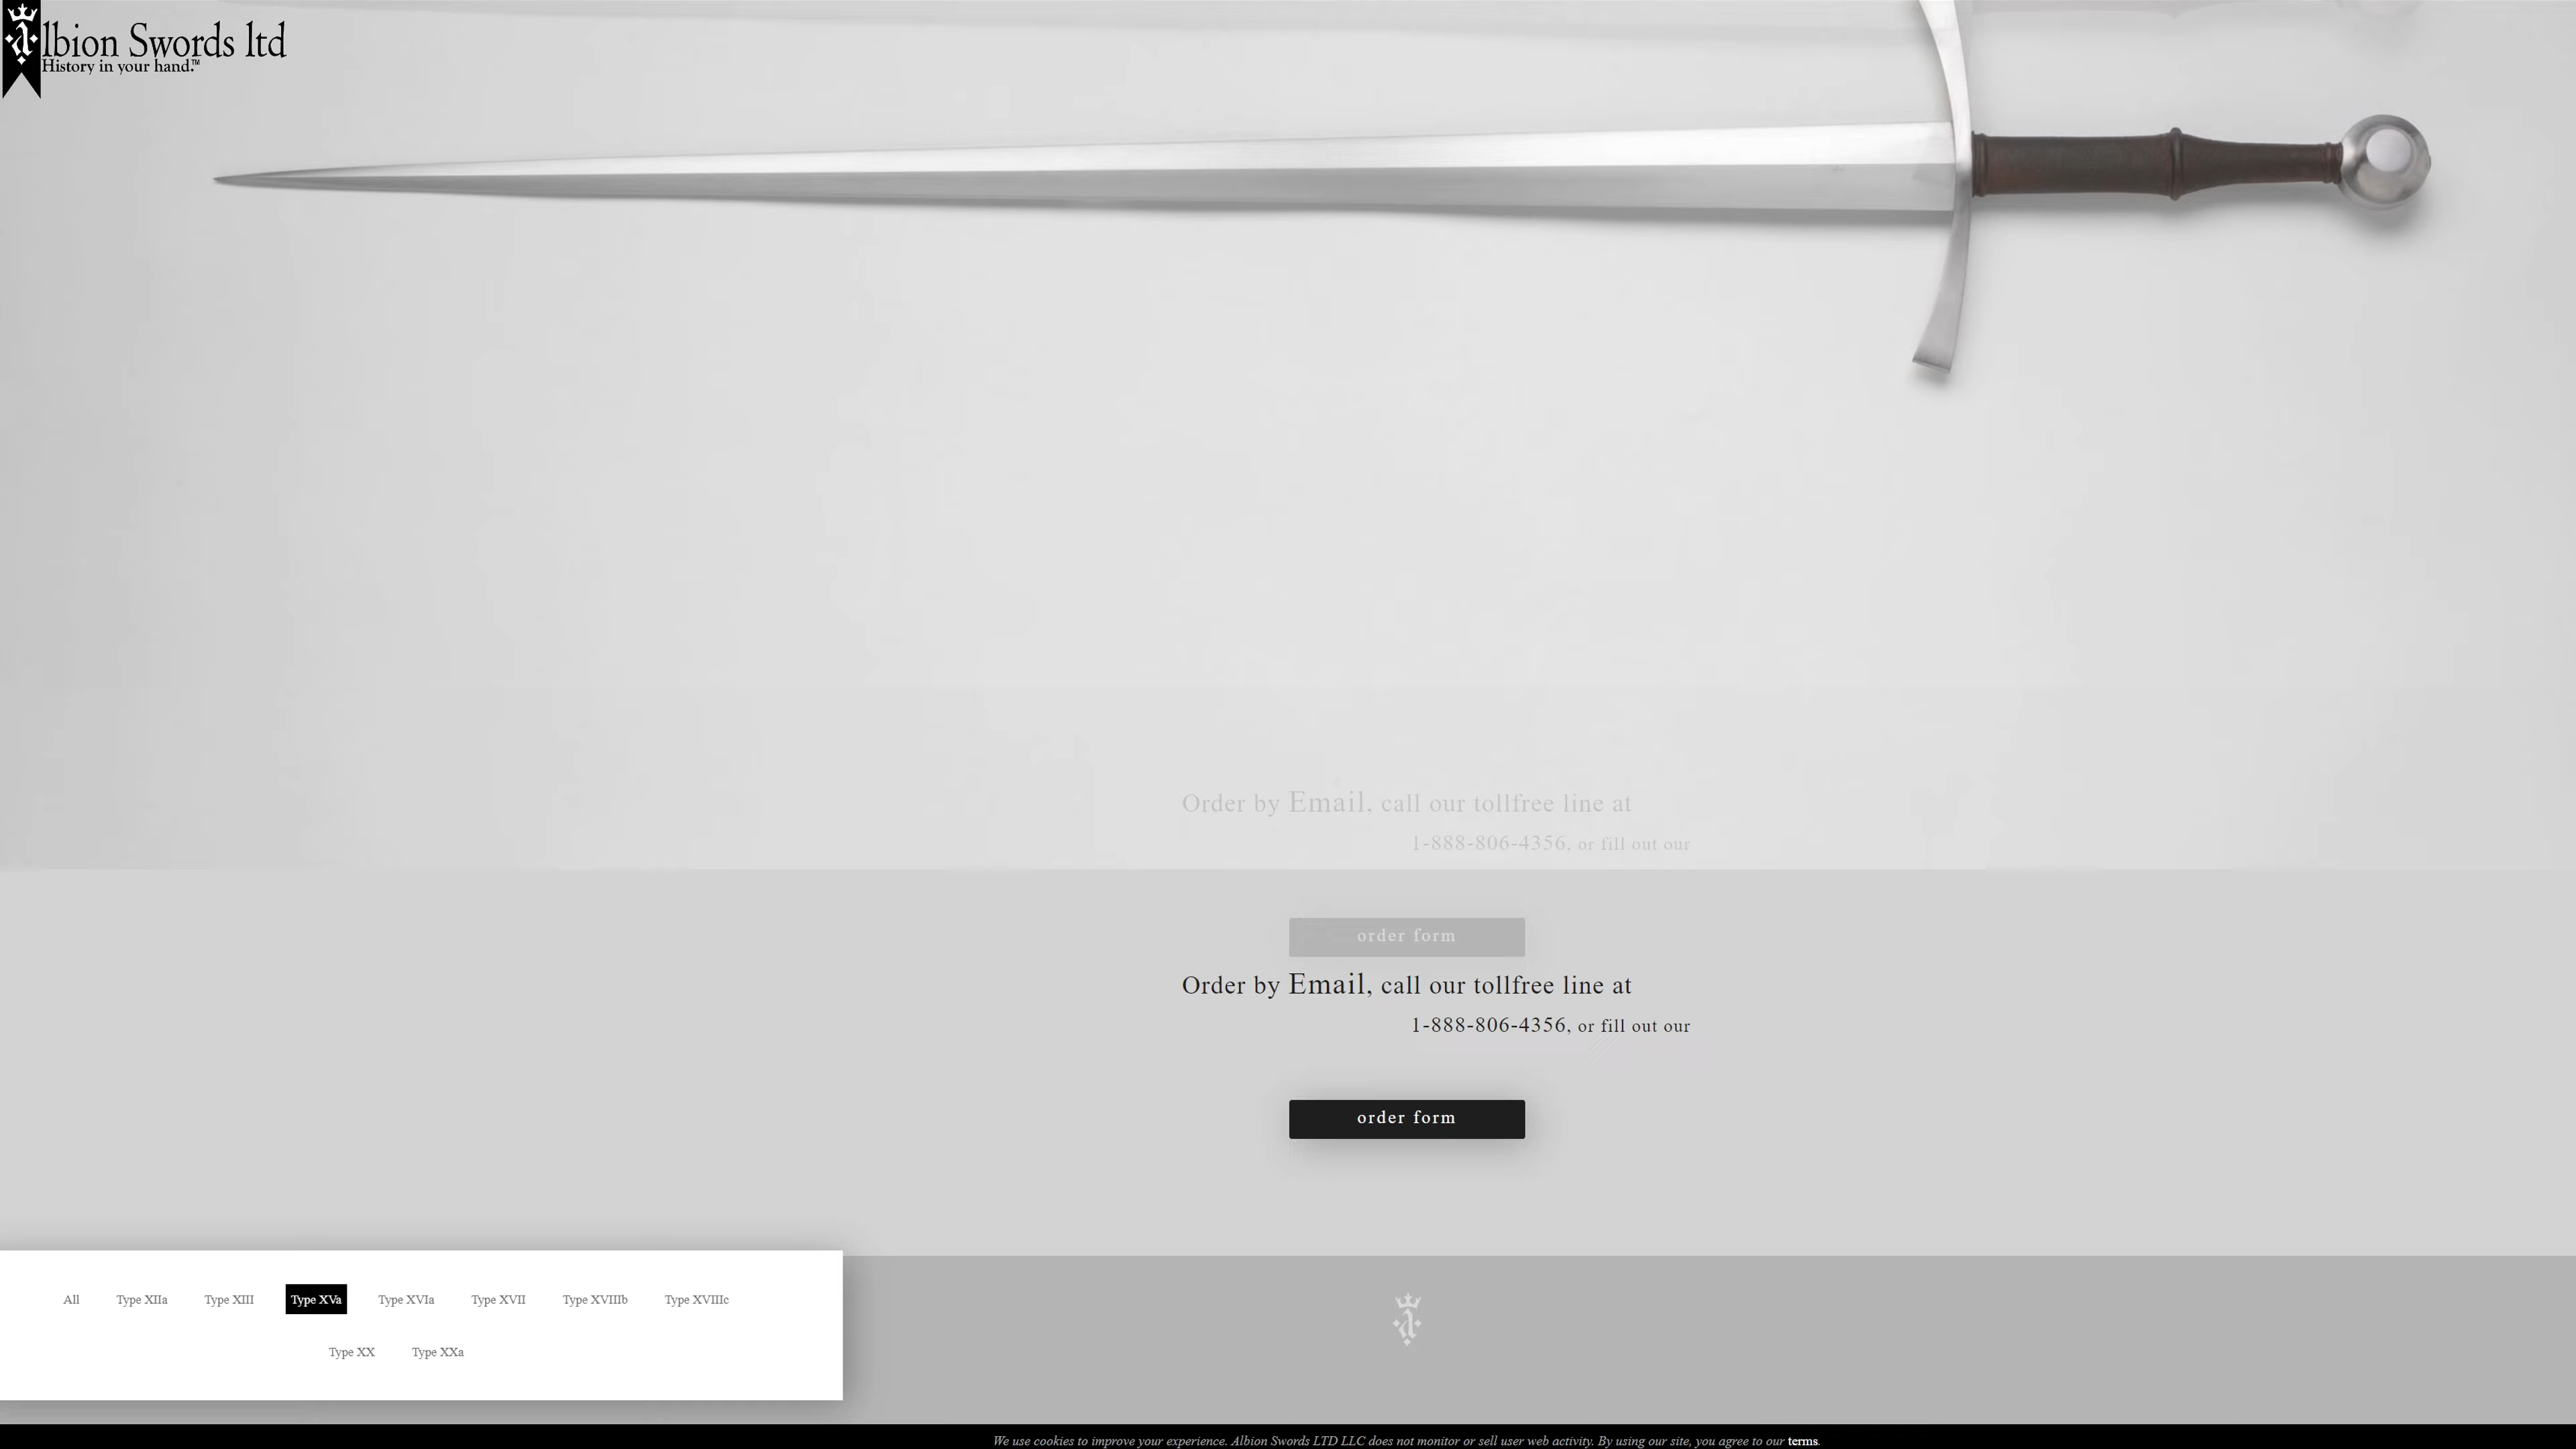 albion Swords ltd
History in your hand.™
Order by Email, call our tollfree line at
1-888-806-4356, or fill out our
order form
Order by Email, call our tollfree line at
1-888-806-4356, or fill out our
order form
All Type XIIa Type XIII Type XVa Type XVIa Type XVII Type XVIIIb Type XVIIIc
Type XX Type XXa
We use cookies to improve your experience. Albion Swords LTD LLC does not monitor or sell user web activity. By using our site, you agree to our terms.